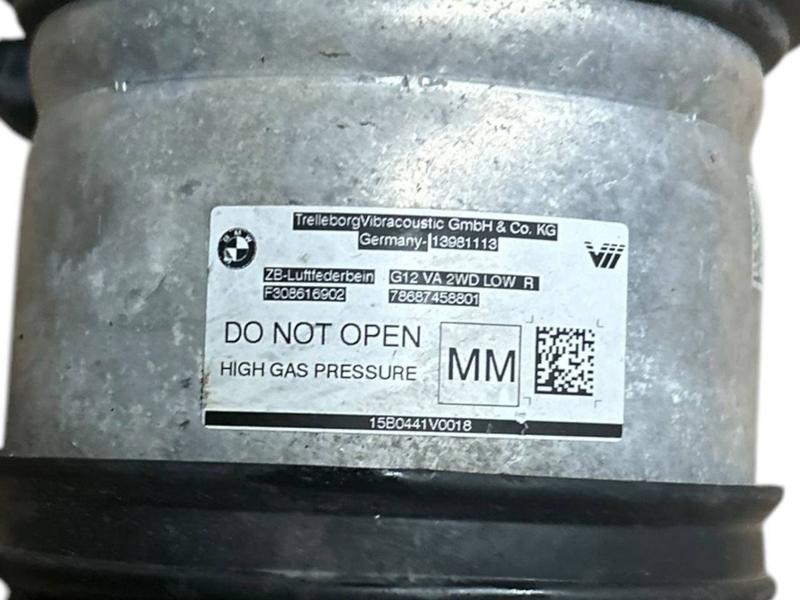 TrelleborgVibracoustic GmbH & Co. KG
Germany- 13981113
BMW
ZB-Luftfederbein G12 VA 2WD LOW R
F308616902 78687458801
DO NOT OPEN
HIGH GAS PRESSURE
MM
15B0441V0018